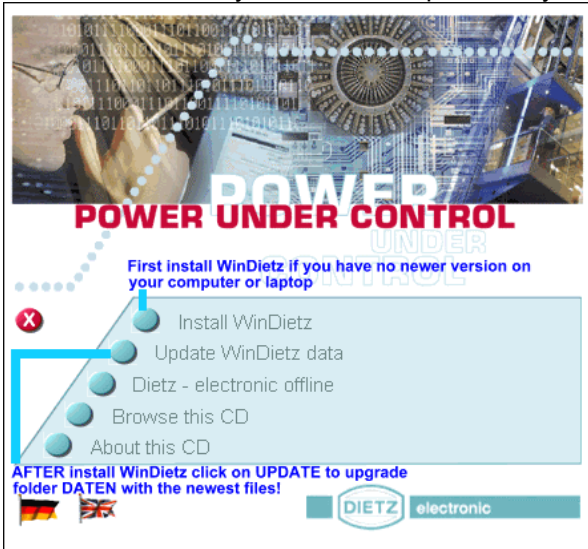 POWER
POWER UNDER CONTROL
UNDER
CONTROL
First install WinDietz if you have no newer version on
your computer or laptop
Install WinDietz
Update WinDietz data
Dietz - electronic offline
Browse this CD
About this CD
AFTER install WinDietz click on UPDATE to upgrade
folder DATEN with the newest files!
DIETZ electronic